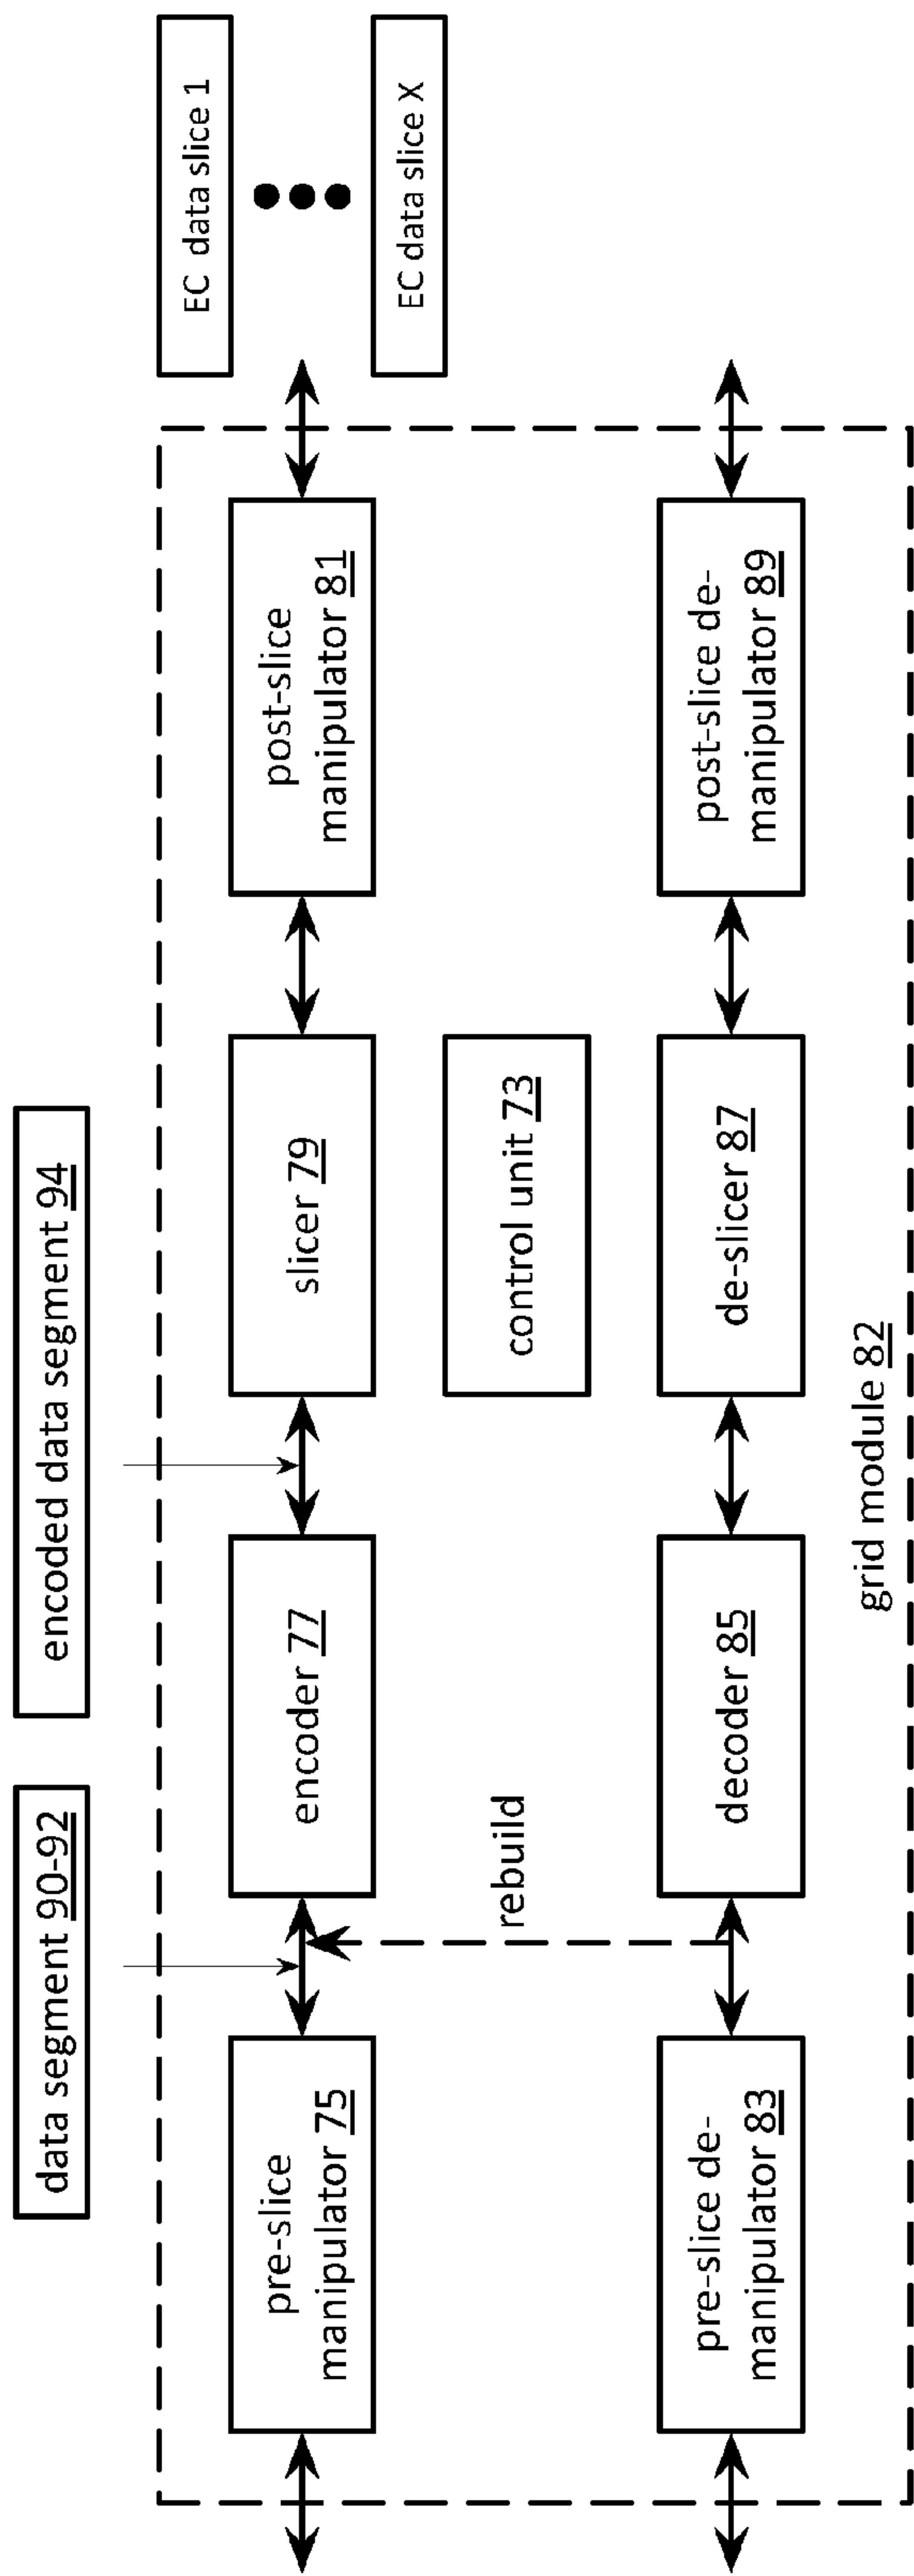 data segment 90-92
encoded data segment 94
EC data slice 1
EC data slice X
pre-slice
manipulator 75
encoder 77
slicer 79
post-slice
manipulator 81
rebuild
control unit 73
pre-slice de-
manipulator 83
decoder 85
de-slicer 87
post-slice de-
manipulator 89
grid module 82